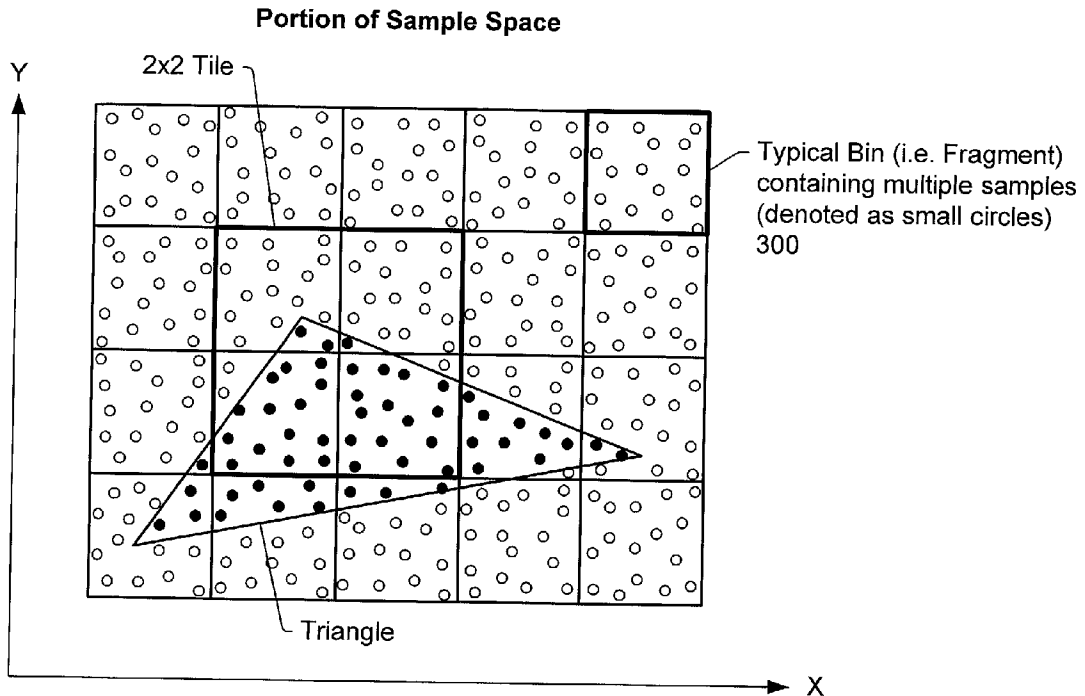 Portion of Sample Space
Y
2x2 Tile
Typical Bin (i.e. Fragment)
containing multiple samples
(denoted as small circles)
300
Triangle
X